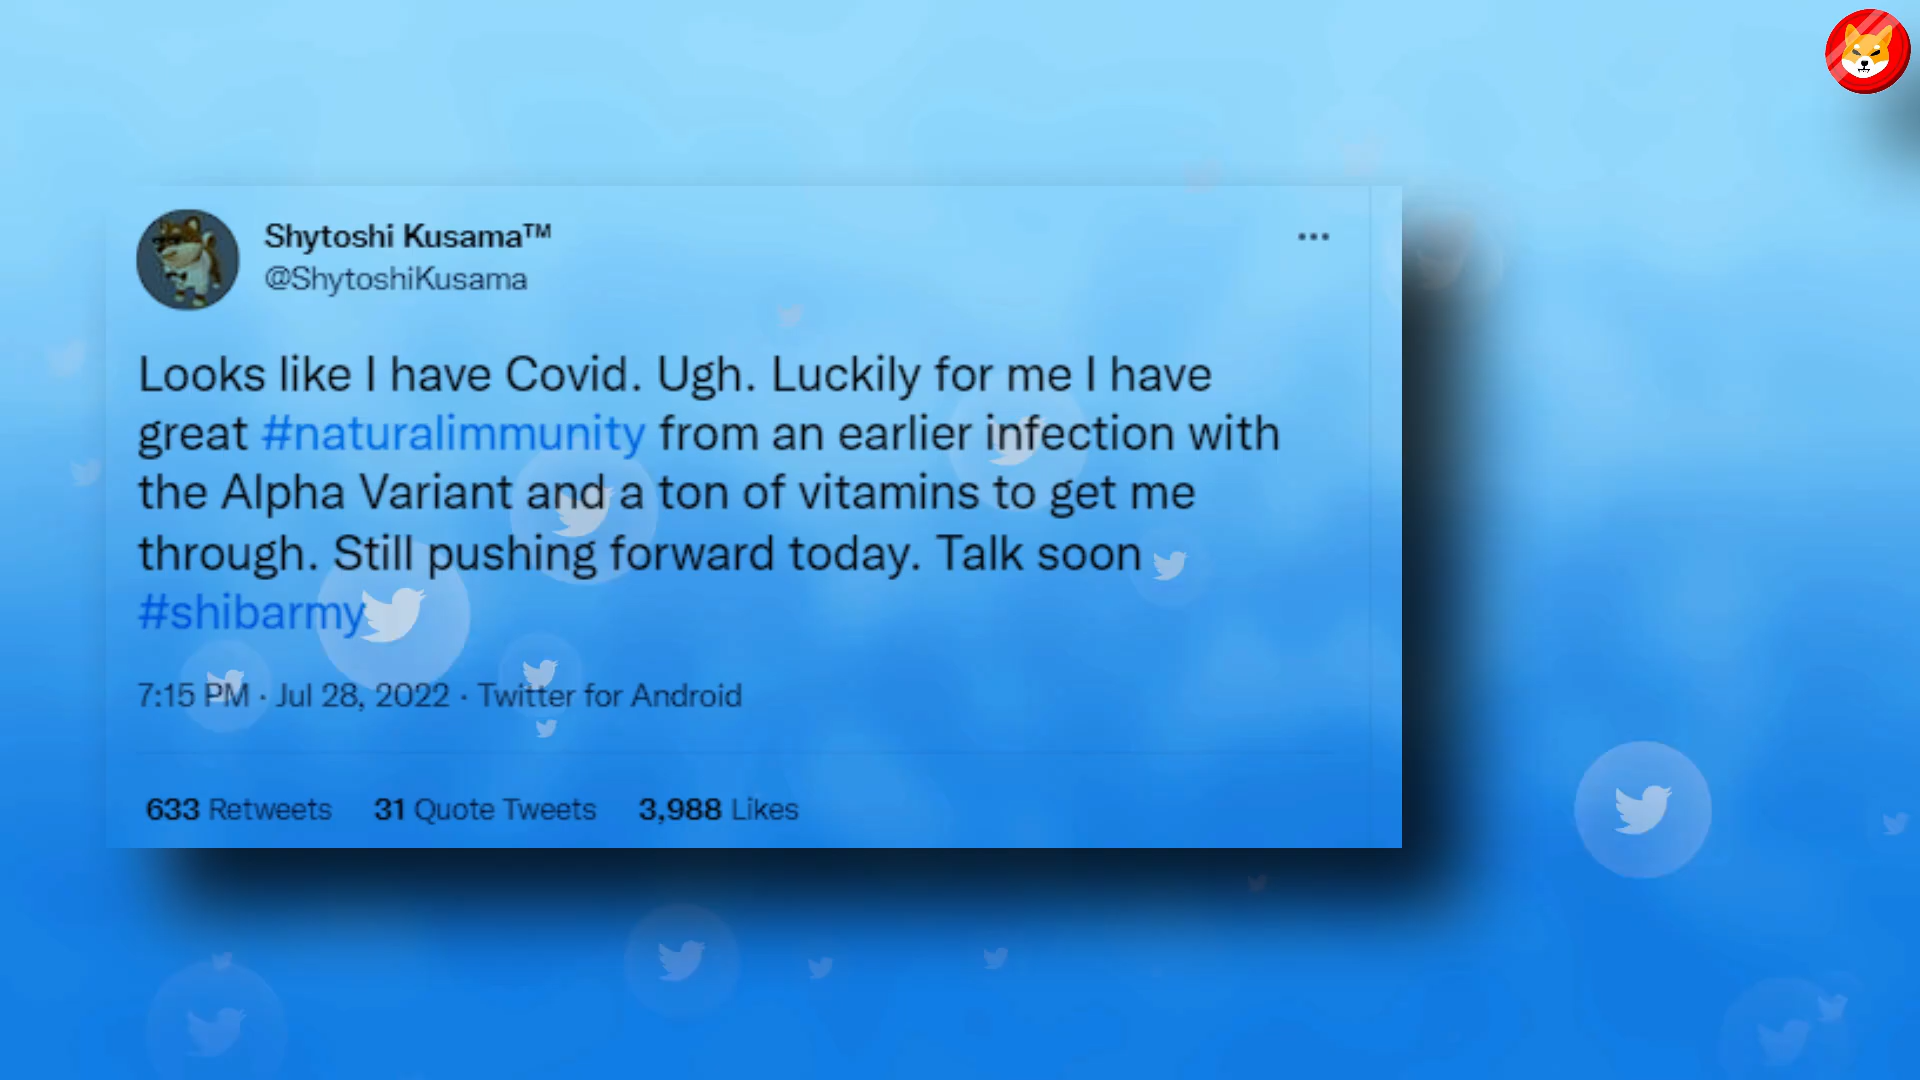 Shytoshi Kusama™
@ShytoshiKusama
Looks like I have Covid. Ugh. Luckily for me I have
great #naturalimmunity from an earlier infection with
the Alpha Variant and a ton of vitamins to get me
through. Still pushing forward today. Talk soon
#shibarmy
7:15 PM · Jul 28, 2022 · Twitter for Android
633 Retweets 31 Quote Tweets 3,988 Likes